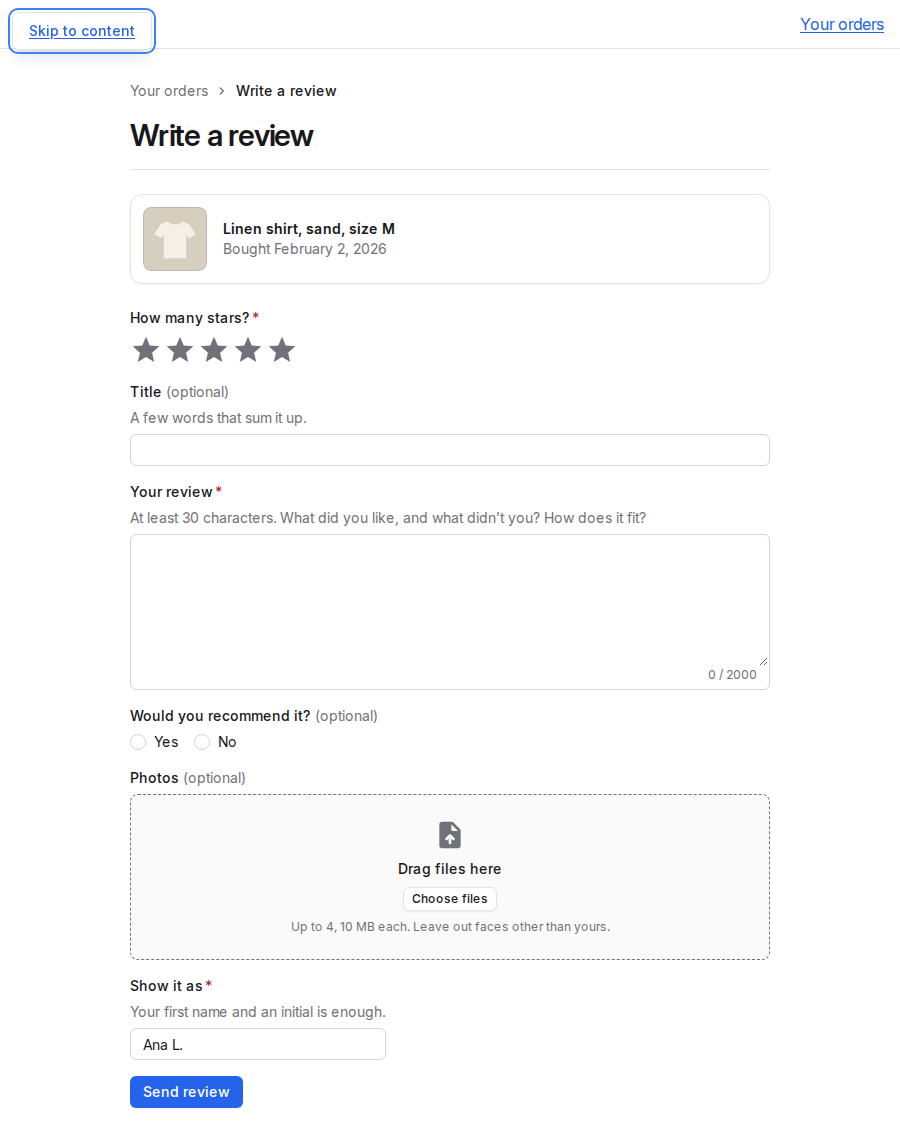 Skip to content
Your orders
Your orders > Write a review
Write a review
Linen shirt, sand, size M
Bought February 2, 2026
How many stars?*
Title (optional)
A few words that sum it up.
Your review*
At least 30 characters. What did you like, and what didn’t you? How does it fit?
0 / 2000
Would you recommend it? (optional)
Yes No
Photos (optional)
Drag files here
Choose files
Up to 4, 10 MB each. Leave out faces other than yours.
Show it as*
Your first name and an initial is enough.
Ana L.
Send review